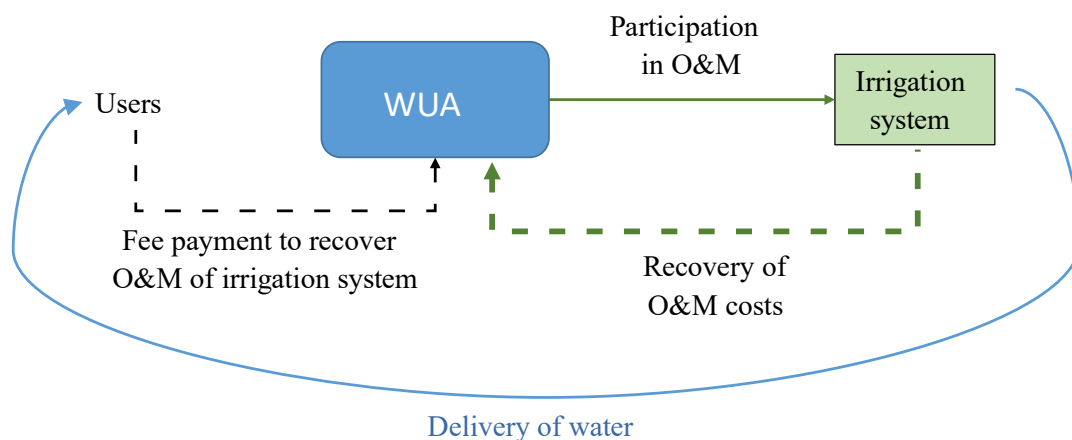 Participation
in O&M
Users
WUA
Irrigation
system
Fee payment to recover
O&M of irrigation system
Recovery of
O&M costs
Delivery of water